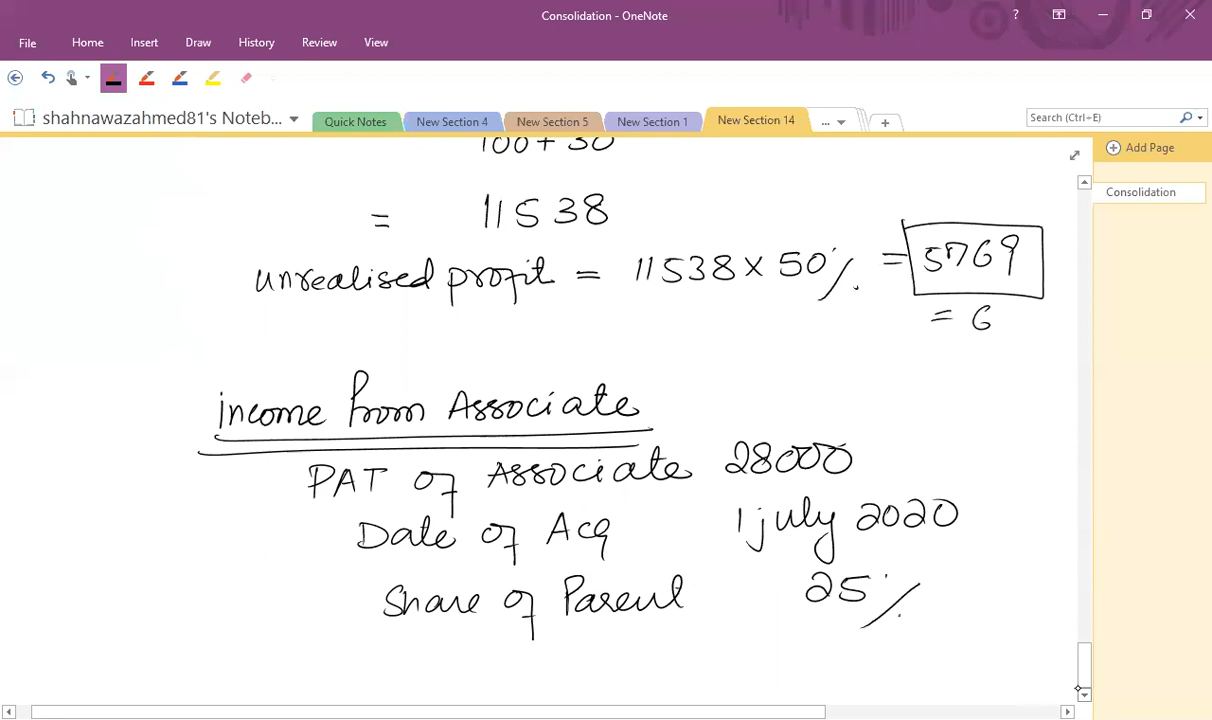 Consolidation - OneNote
?
File Home Insert Draw History Review View
shahnawazahmed81's Noteb... Quick Notes New Section 4 New Section 5 New Section 1 New Section 14 ... Search (Ctrl+E)
Add Page
Consolidation
100 + 30
= 11538
unrealised profit = 11538 x 50% = 5769
= 6
income from Associate
PAT of Associate 28000
Date of Acq 1 july 2020
Share of Parent 25%